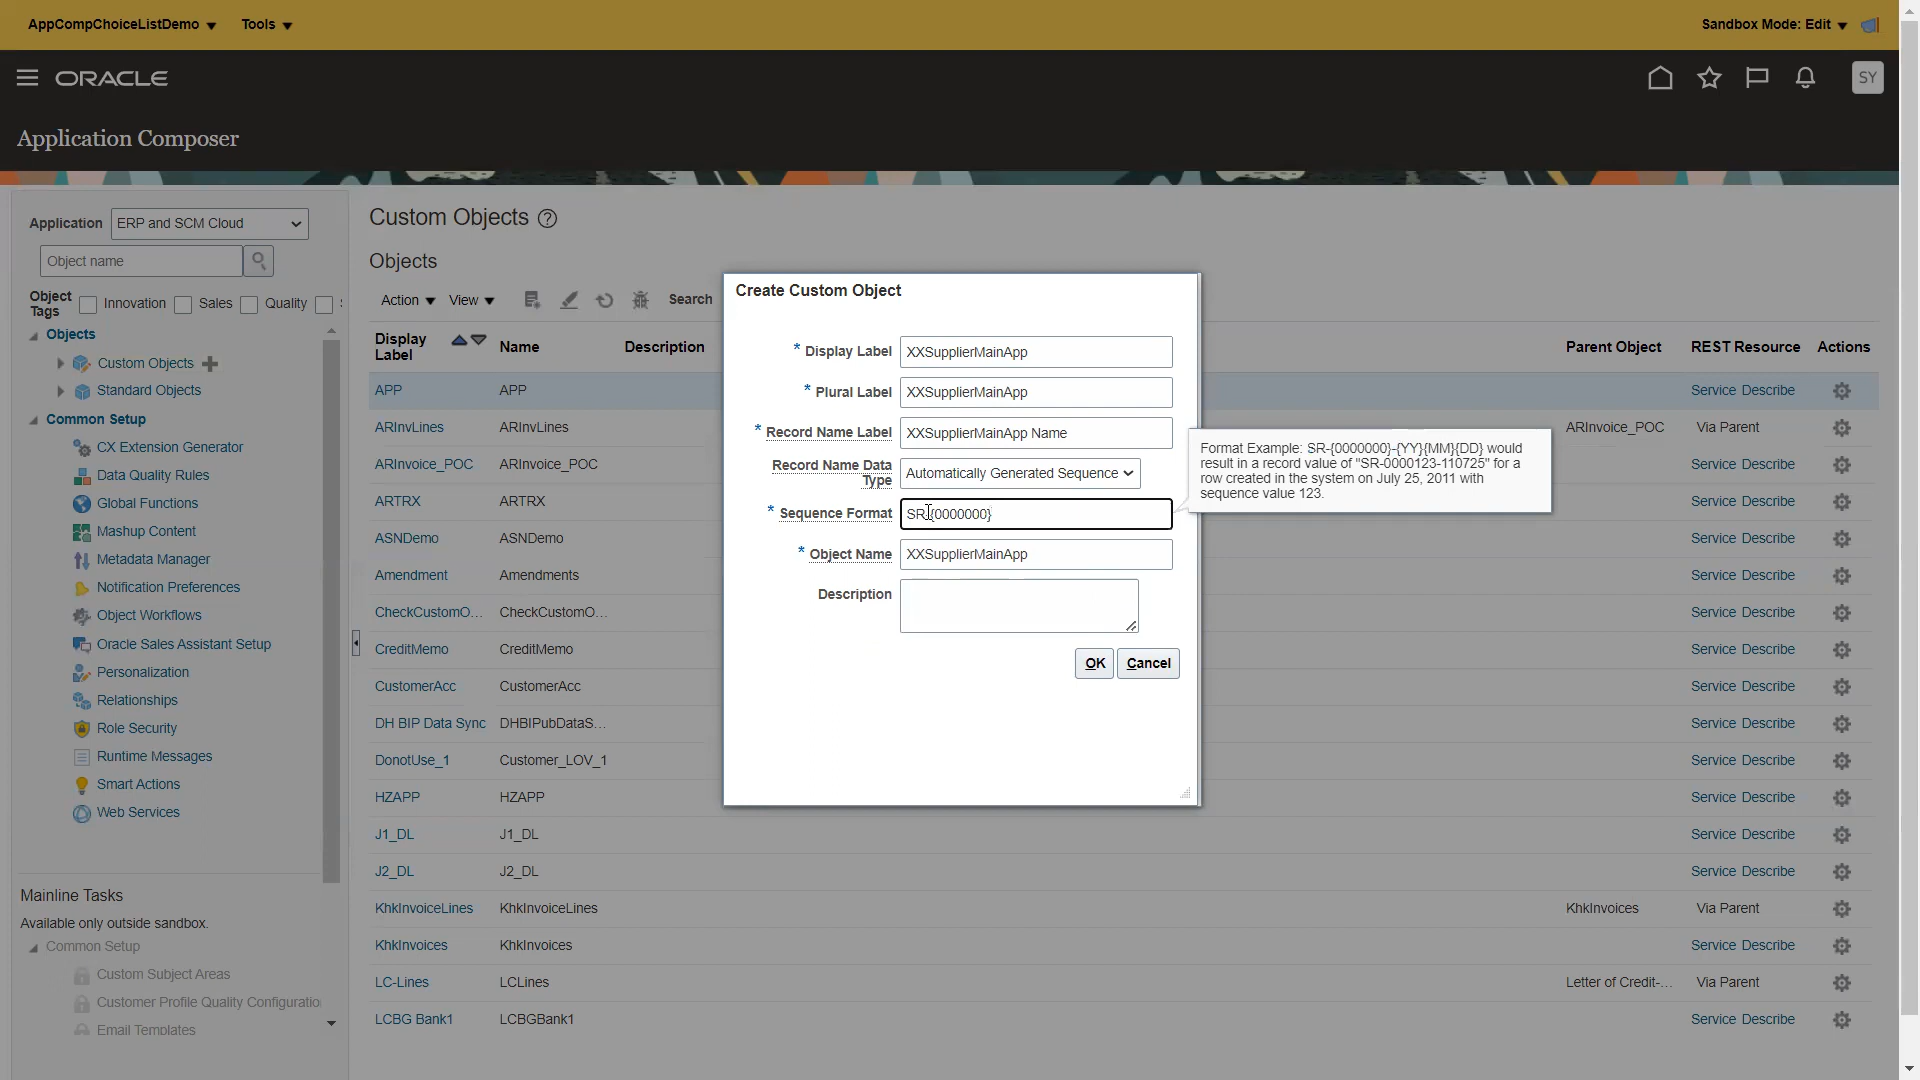 AppCompChoiceListDemo Tools Sandbox Mode: Edit
ORACLE SY
Application Composer
Application ERP and SCM Cloud
Object name
Object Tags Innovation Sales Quality
Objects
Custom Objects
Standard Objects
Common Setup
CX Extension Generator
Data Quality Rules
Global Functions
Mashup Content
Metadata Manager
Notification Preferences
Object Workflows
Oracle Sales Assistant Setup
Personalization
Relationships
Role Security
Runtime Messages
Smart Actions
Web Services
Mainline Tasks
Available only outside sandbox.
Common Setup
Custom Subject Areas
Customer Profile Quality Configuratio
Email Templates
Custom Objects
Objects
Action View Search
Display Label Name Description Parent Object REST Resource Actions
APP APP Service Describe
ARInvLines ARInvLines ARInvoice_POC Via Parent
ARInvoice_POC ARInvoice_POC Service Describe
ARTRX ARTRX Service Describe
ASNDemo ASNDemo Service Describe
Amendment Amendments Service Describe
CheckCustomO... CheckCustomO... Service Describe
CreditMemo CreditMemo Service Describe
CustomerAcc CustomerAcc Service Describe
DH BIP Data Sync DHBIPubDataS... Service Describe
DonotUse_1 Customer_LOV_1 Service Describe
HZAPP HZAPP Service Describe
J1_DL J1_DL Service Describe
J2_DL J2_DL Service Describe
KhkInvoiceLines KhkInvoiceLines KhkInvoices Via Parent
KhkInvoices KhkInvoices Service Describe
LC-Lines LCLines Letter of Credit-... Via Parent
LCBG Bank1 LCBGBank1 Service Describe
Create Custom Object
* Display Label XXSupplierMainApp
* Plural Label XXSupplierMainApp
* Record Name Label XXSupplierMainApp Name
Record Name Data Type Automatically Generated Sequence
* Sequence Format SR-{0000000}
* Object Name XXSupplierMainApp
Description
OK Cancel
Format Example: SR-{0000000}-{YY}{MM}{DD} would
result in a record value of "SR-0000123-110725" for a
row created in the system on July 25, 2011 with
sequence value 123.